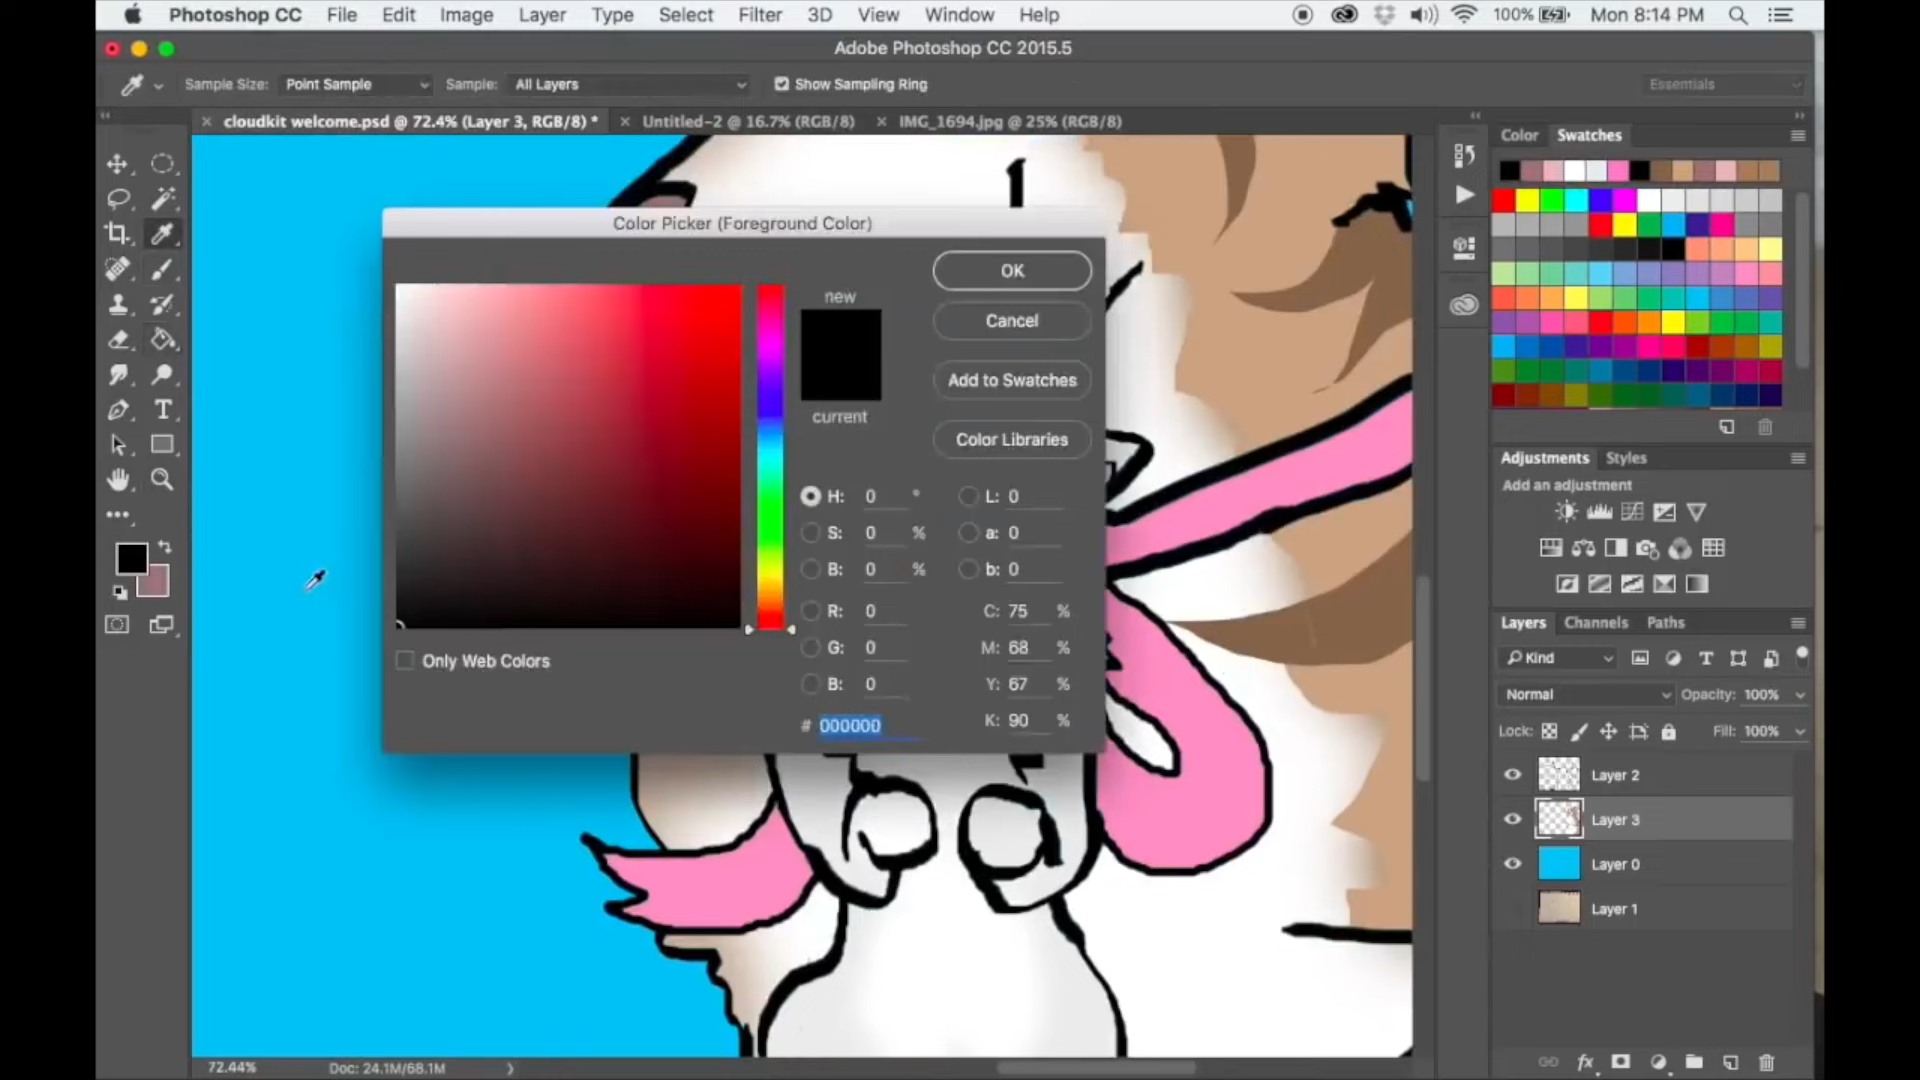 Photoshop CC File Edit Image Layer Type Select Filter 3D View Window Help 100% Mon 8:14 PM
Adobe Photoshop CC 2015.5
Sample Size: Point Sample Sample: All Layers Show Sampling Ring Essentials
cloudkit welcome.psd @ 72.4% (Layer 3, RGB/8) * Untitled-2 @ 16.7% (RGB/8) IMG_1694.jpg @ 25% (RGB/8)
Color Swatches
Color Picker (Foreground Color)
OK
new
Cancel
Add to Swatches
current
Color Libraries
H: 0 ° L: 0
S: 0 % a: 0
B: 0 % b: 0
R: 0 C: 75 %
G: 0 M: 68 %
B: 0 Y: 67 %
# 000000 K: 90 %
Only Web Colors
Adjustments Styles
Add an adjustment
Layers Channels Paths
Kind
Normal Opacity: 100%
Lock: Fill: 100%
Layer 2
Layer 3
Layer 0
Layer 1
fx
72.44% Doc: 24.1M/68.1M